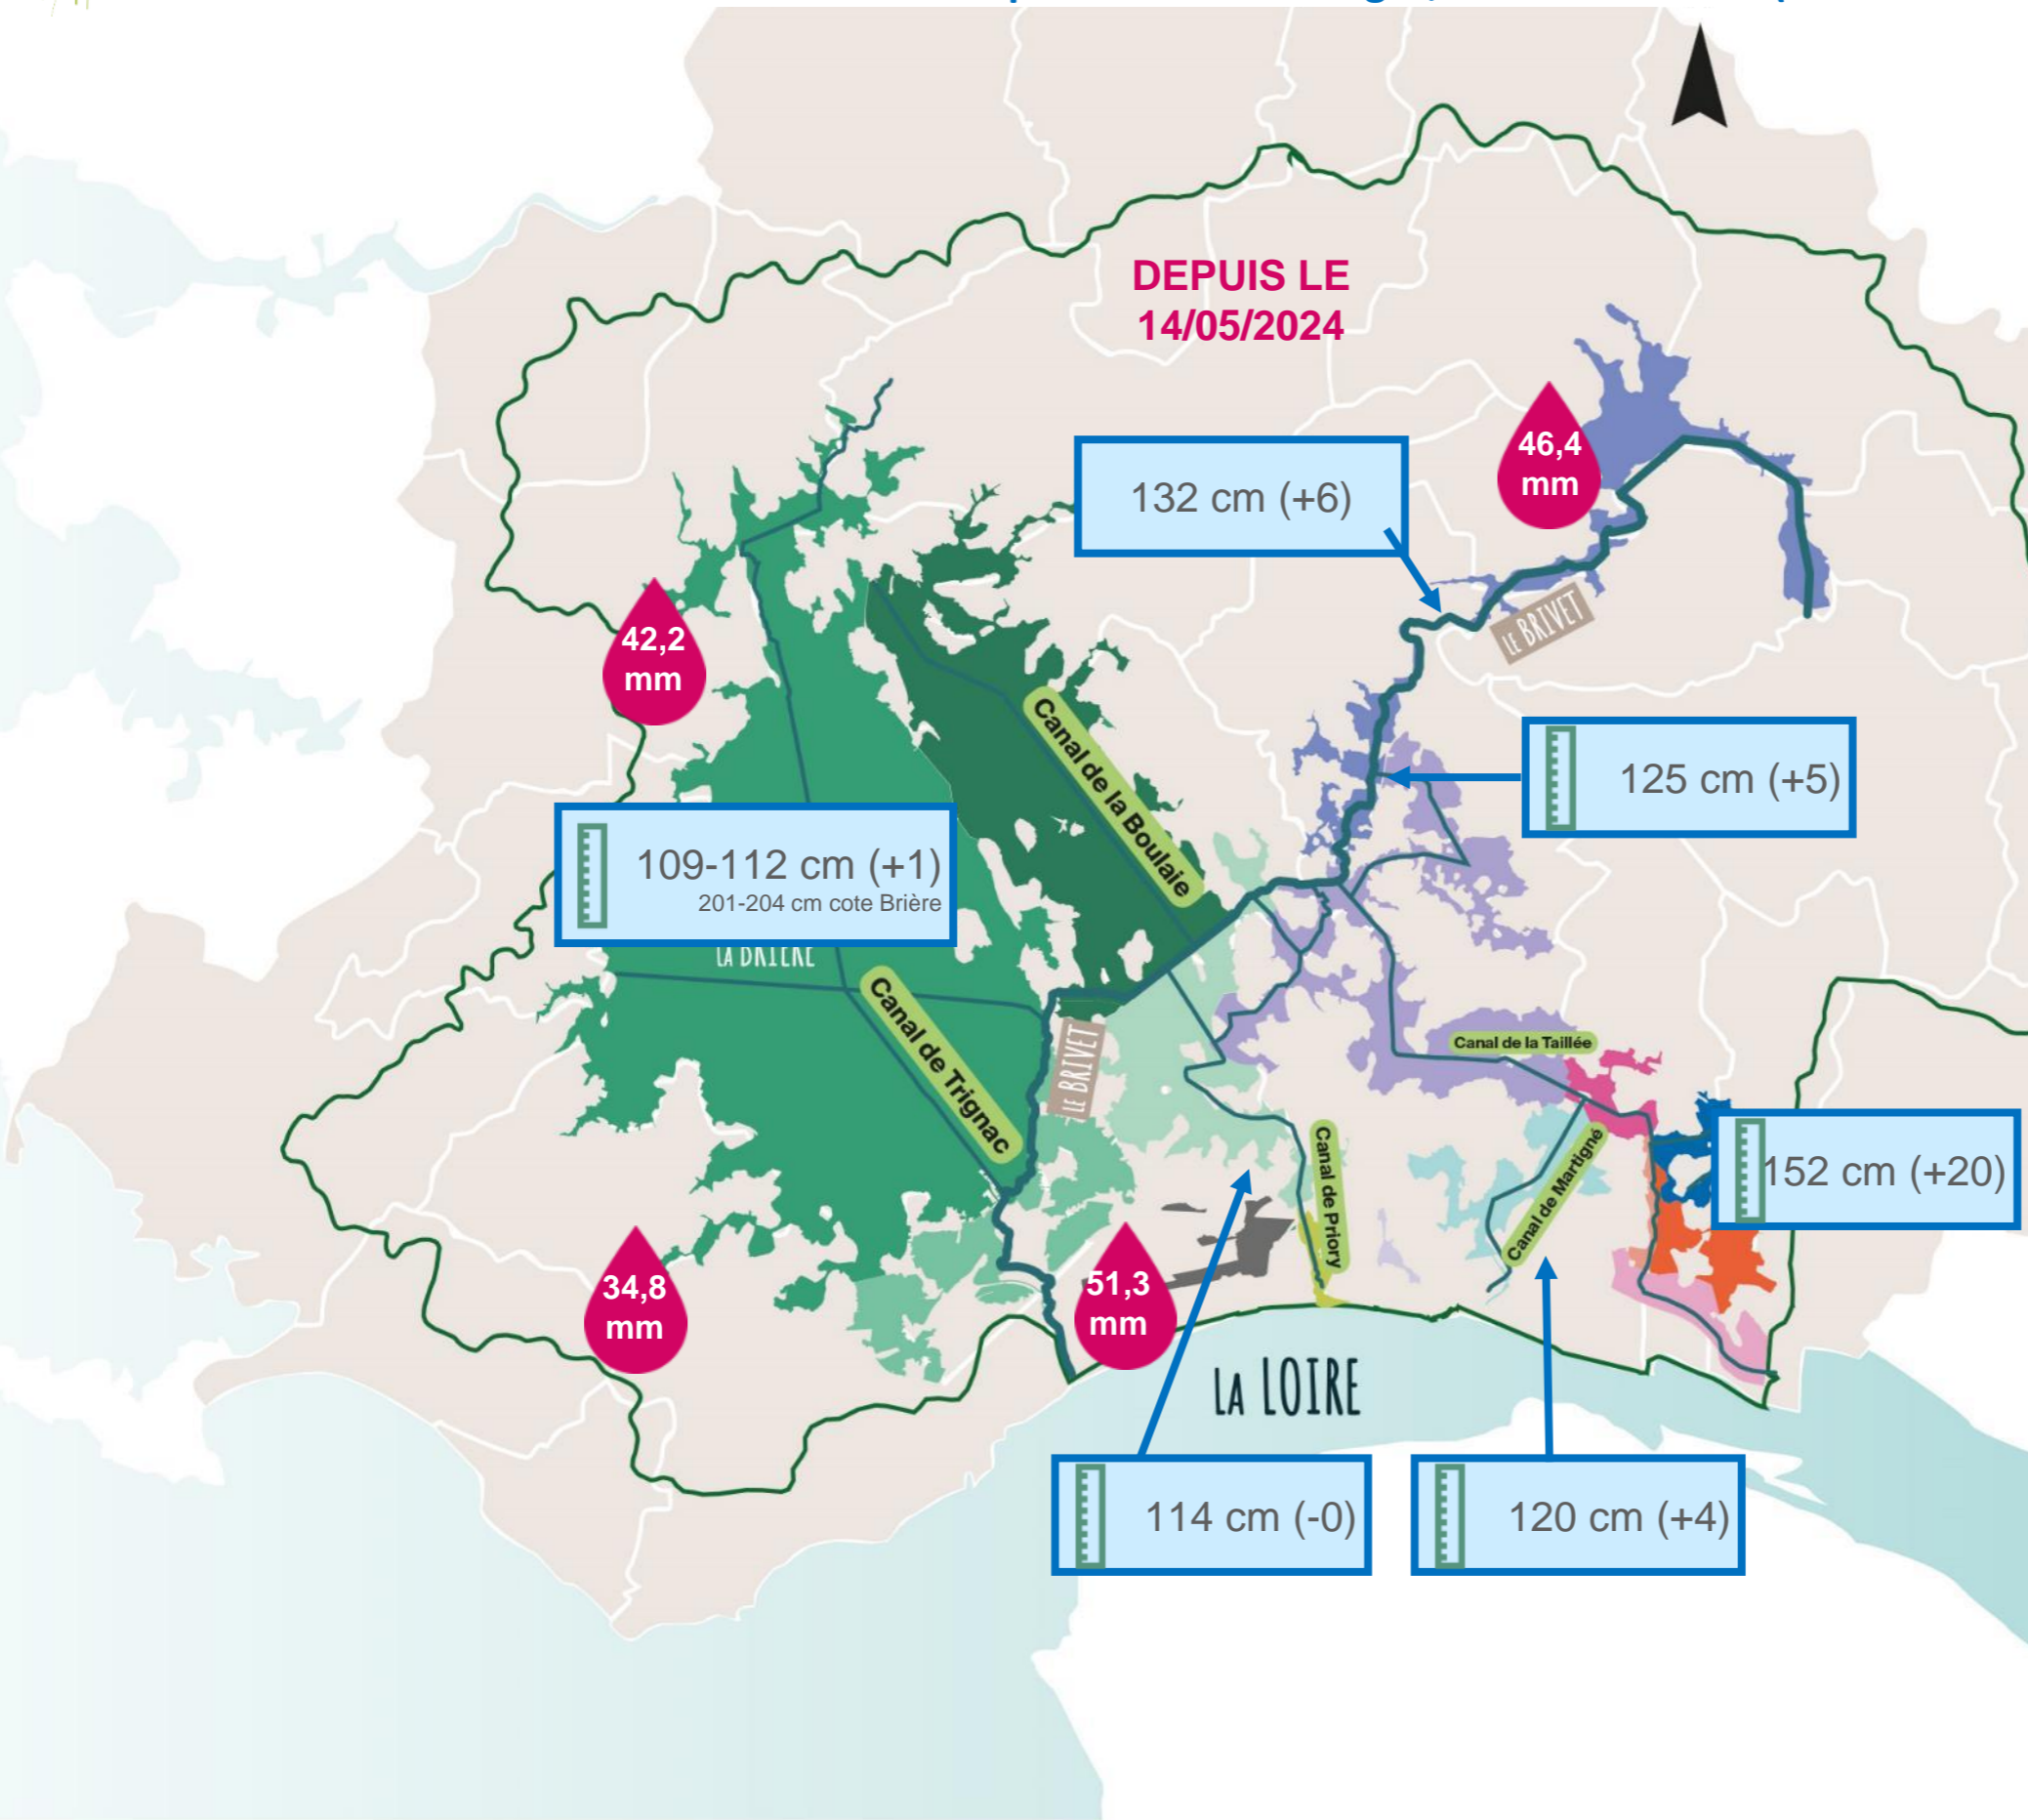 DEPUIS LE
14/05/2024
46,4
mm
132 cm (+6)
LE BRIVET
42,2
mm
Canal de la Boulaie
125 cm (+5)
109-112 cm (+1)
201-204 cm cote Brière
LA BRIÈRE
Canal de Trignac
LE BRIVET
Canal de la Taillée
Canal de Priory
Canal de Martigné
152 cm (+20)
34,8
mm
51,3
mm
LA LOIRE
114 cm (-0)
120 cm (+4)